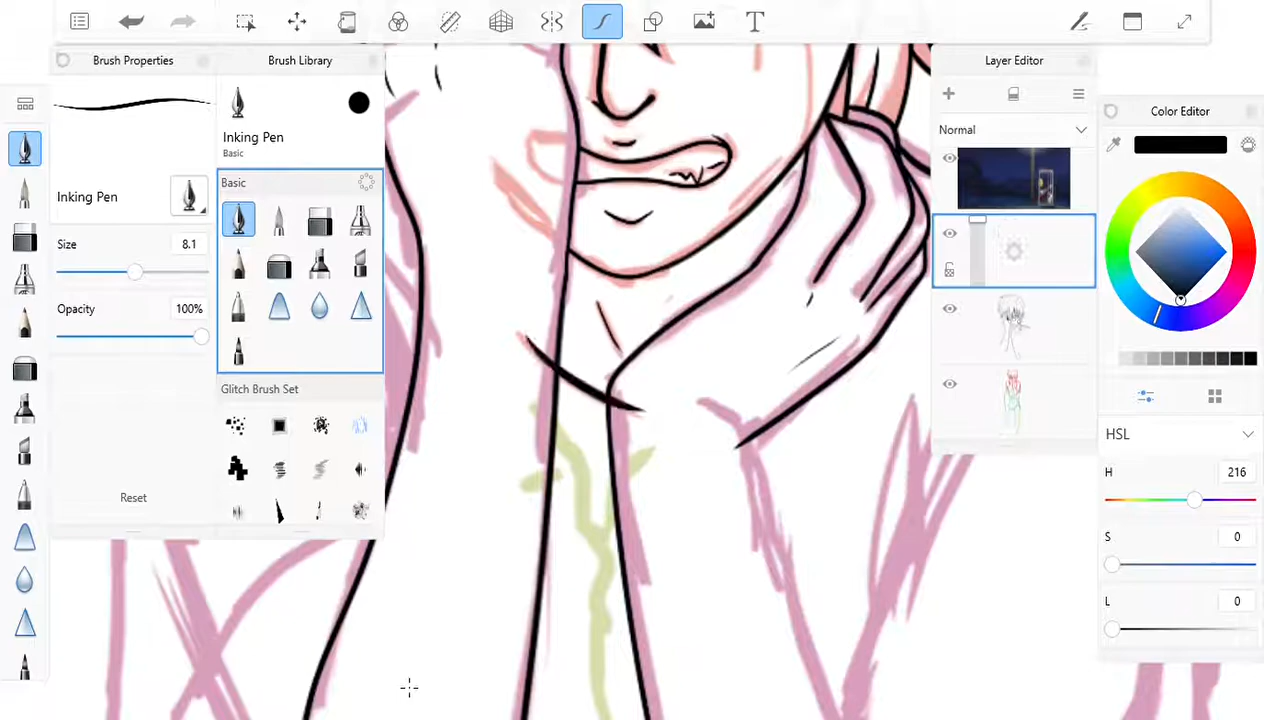 T
Brush Properties
Brush Library
Layer Editor
Color Editor
Inking Pen
Basic
Normal
Inking Pen
Basic
Size
8.1
Opacity
100%
Glitch Brush Set
HSL
H
216
Reset
S
0
L
0